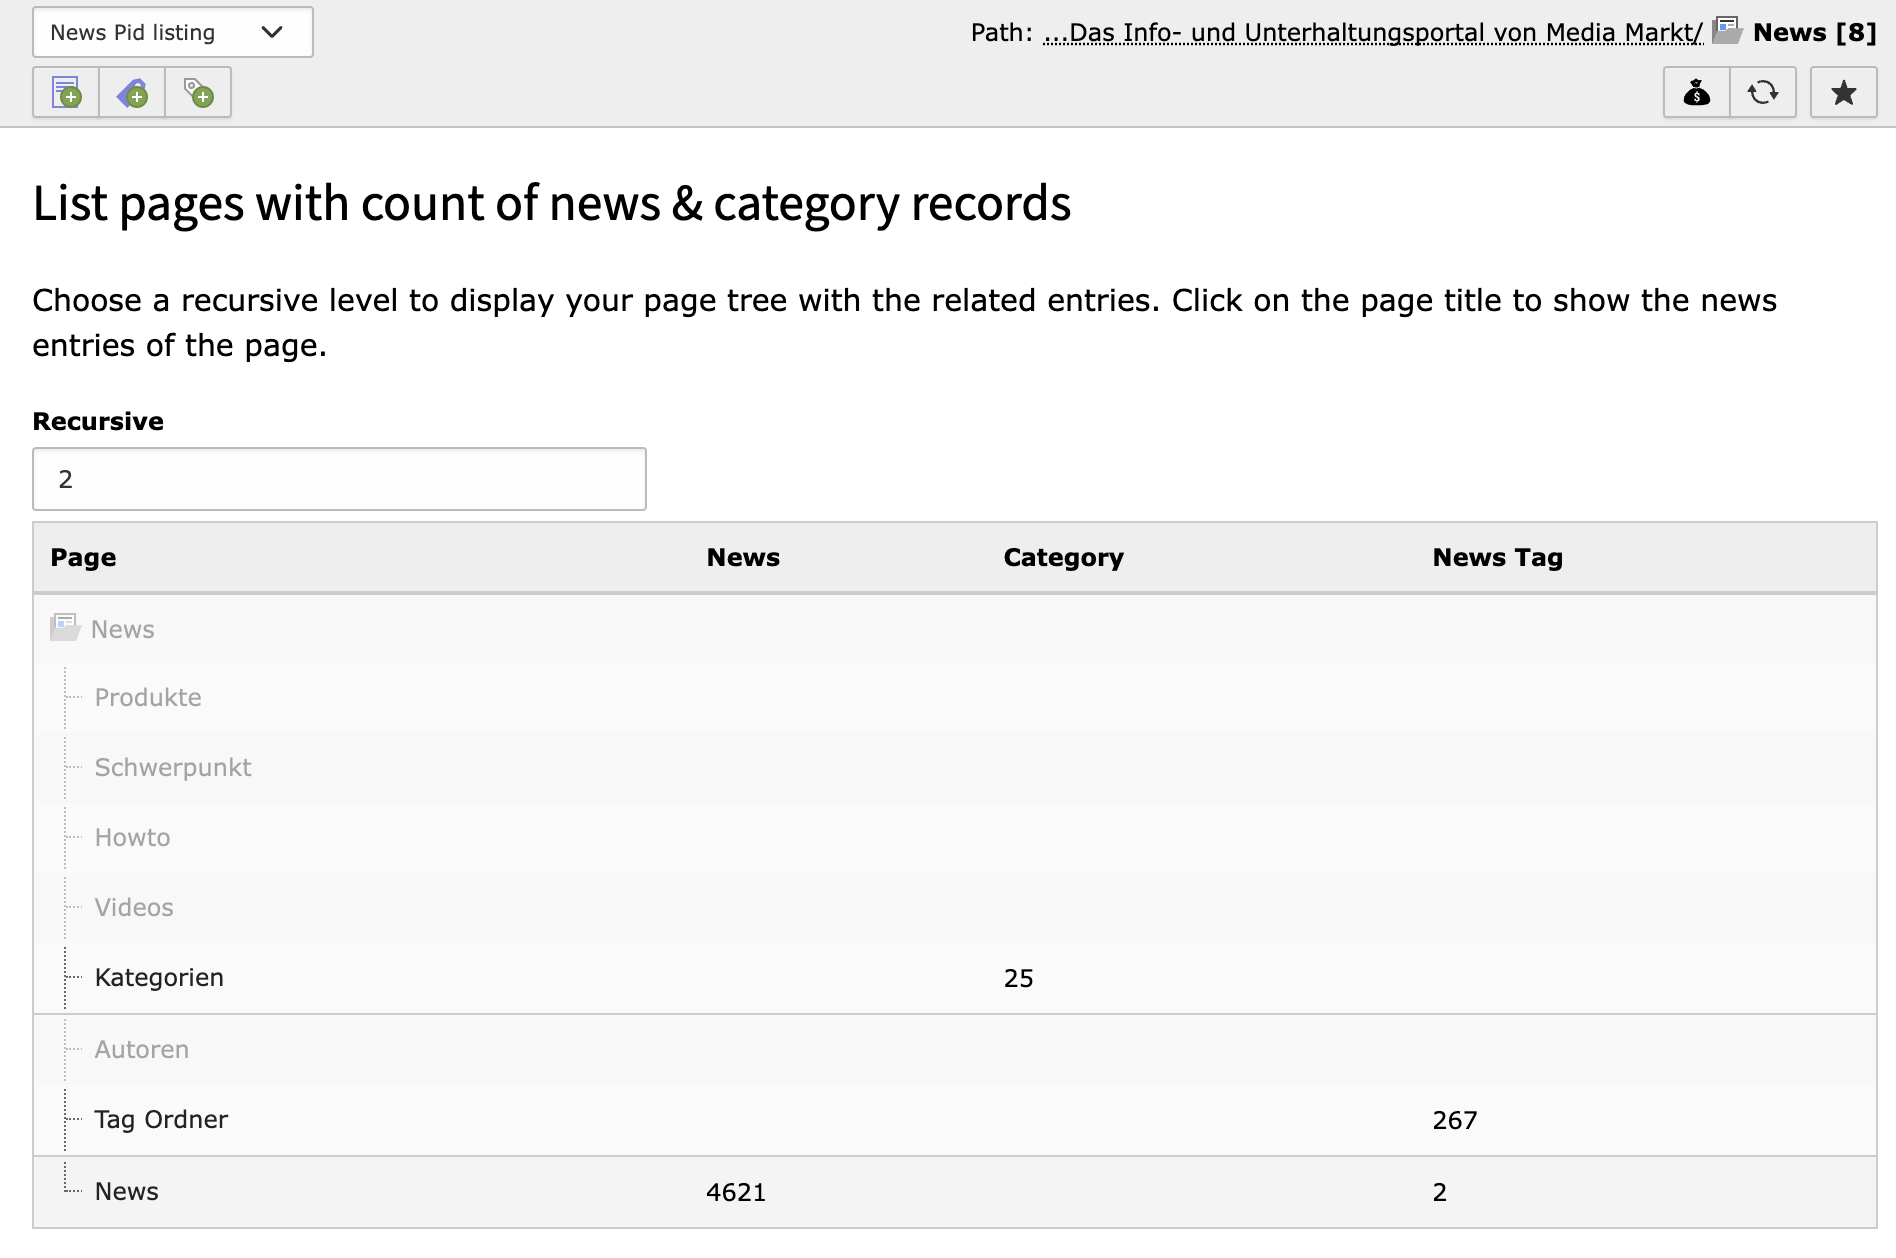 News Pid listing
Path: ...Das Info- und Unterhaltungsportal von Media Markt/ News [8]
List pages with count of news & category records
Choose a recursive level to display your page tree with the related entries. Click on the page title to show the news
entries of the page.
Recursive
2
Page News Category News Tag
News
Produkte
Schwerpunkt
Howto
Videos
Kategorien 25
Autoren
Tag Ordner 267
News 4621 2